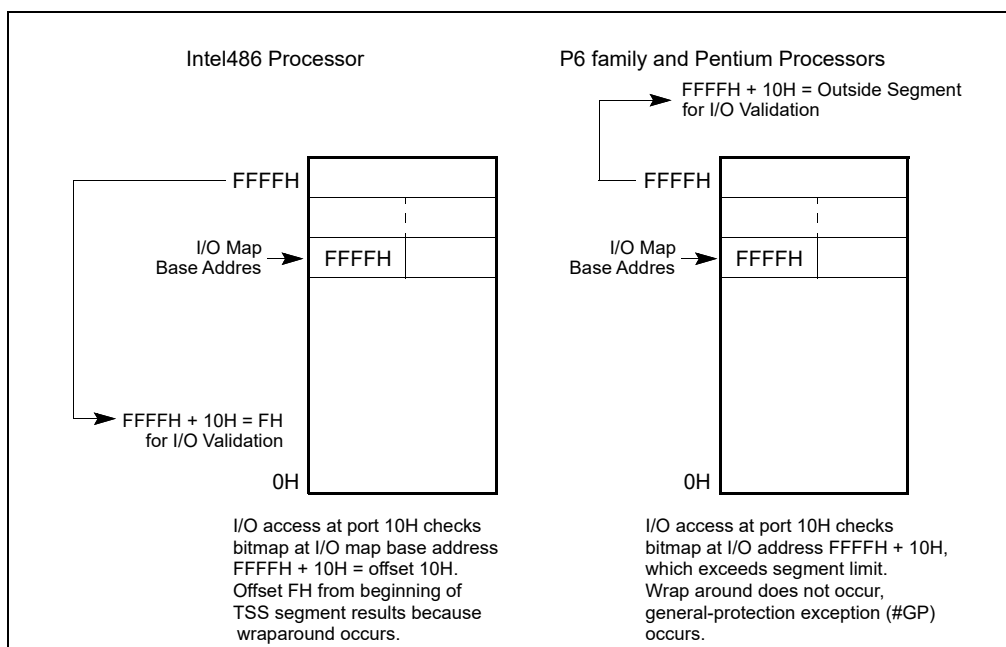 Intel486 Processor
FFFFH
I/O Map
Base Addres
FFFFH
FFFFH + 10H = FH
for I/O Validation
0H
I/O access at port 10H checks
bitmap at I/O map base address
FFFFH + 10H = offset 10H.
Offset FH from beginning of
TSS segment results because
wraparound occurs.
P6 family and Pentium Processors
FFFFH + 10H = Outside Segment
for I/O Validation
FFFFH
I/O Map
Base Addres
FFFFH
0H
I/O access at port 10H checks
bitmap at I/O address FFFFH + 10H,
which exceeds segment limit.
Wrap around does not occur,
general-protection exception (#GP)
occurs.